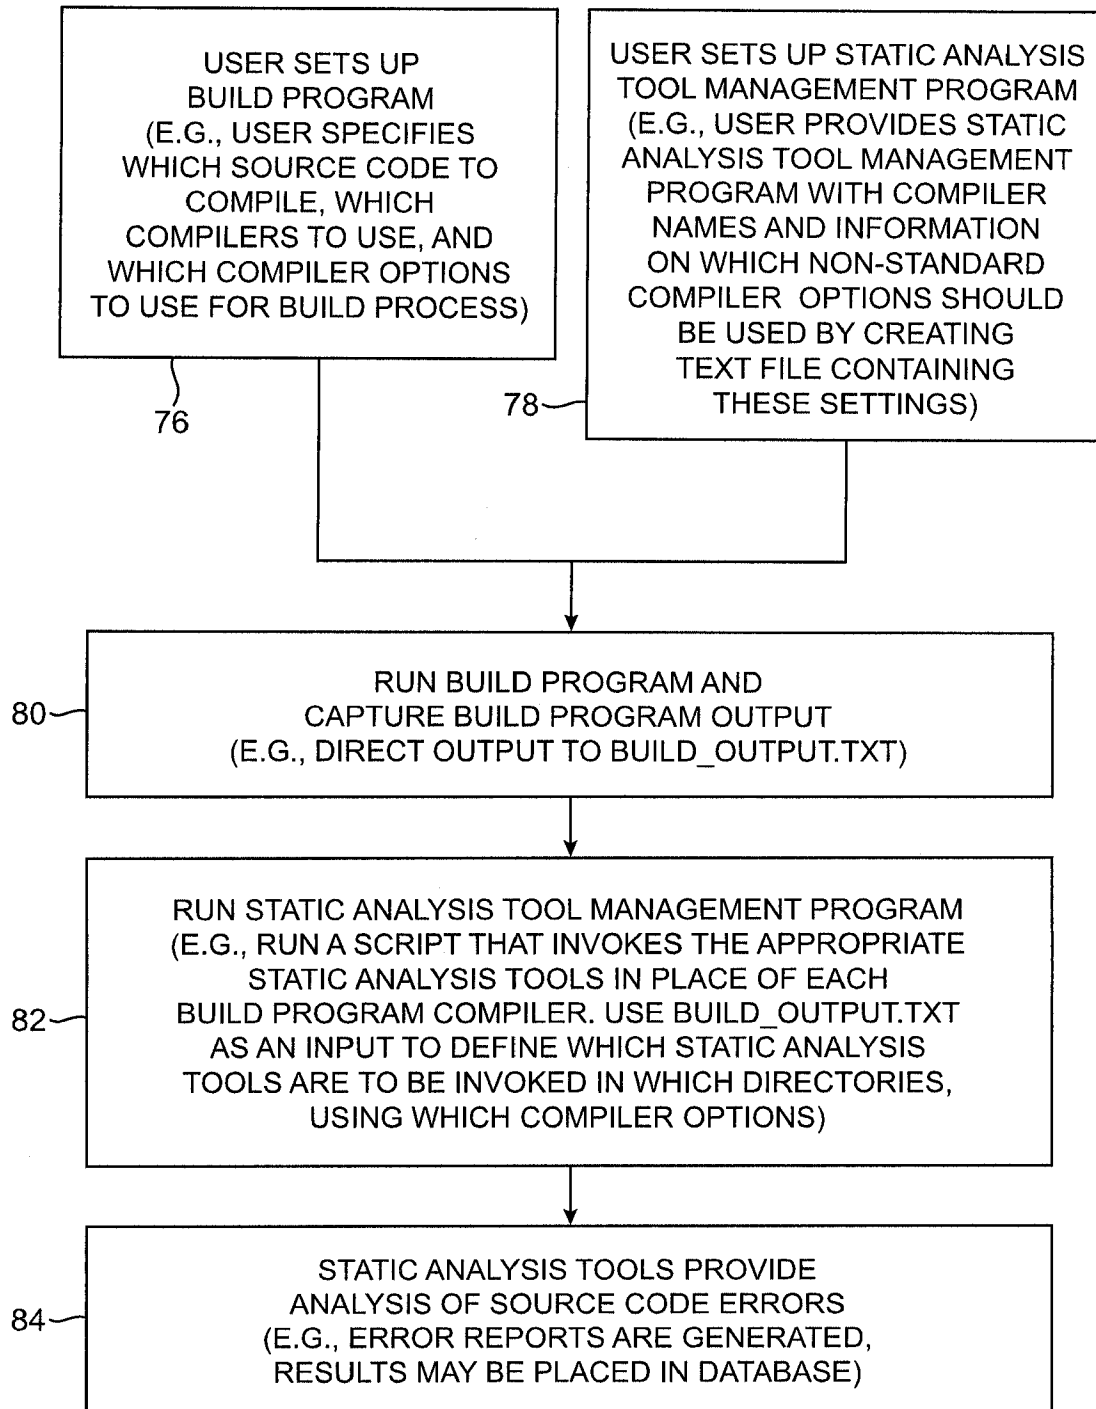 USER SETS UP
BUILD PROGRAM
(E.G., USER SPECIFIES
WHICH SOURCE CODE TO
COMPILE, WHICH
COMPILERS TO USE, AND
WHICH COMPILER OPTIONS
TO USE FOR BUILD PROCESS)
76
USER SETS UP STATIC ANALYSIS
TOOL MANAGEMENT PROGRAM
(E.G., USER PROVIDES STATIC
ANALYSIS TOOL MANAGEMENT
PROGRAM WITH COMPILER
NAMES AND INFORMATION
ON WHICH NON-STANDARD
COMPILER OPTIONS SHOULD
BE USED BY CREATING
TEXT FILE CONTAINING
THESE SETTINGS)
78
RUN BUILD PROGRAM AND
CAPTURE BUILD PROGRAM OUTPUT
(E.G., DIRECT OUTPUT TO BUILD_OUTPUT.TXT)
80
RUN STATIC ANALYSIS TOOL MANAGEMENT PROGRAM
(E.G., RUN A SCRIPT THAT INVOKES THE APPROPRIATE
STATIC ANALYSIS TOOLS IN PLACE OF EACH
BUILD PROGRAM COMPILER. USE BUILD_OUTPUT.TXT
AS AN INPUT TO DEFINE WHICH STATIC ANALYSIS
TOOLS ARE TO BE INVOKED IN WHICH DIRECTORIES,
USING WHICH COMPILER OPTIONS)
82
STATIC ANALYSIS TOOLS PROVIDE
ANALYSIS OF SOURCE CODE ERRORS
(E.G., ERROR REPORTS ARE GENERATED,
RESULTS MAY BE PLACED IN DATABASE)
84